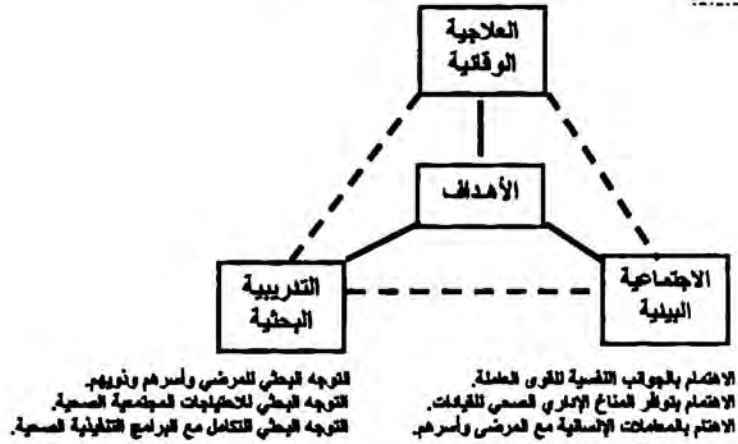 العلاجية
الوقائية
الأهداف
الاجتماعية
البيئية
التدريبية
البحثية
الاهتمام بالجوانب النفسية للقوى العاملة.
الاهتمام بتوافر المناخ الإداري الصحي للقيادات.
الاهتم بالمعاملات الإنسانية مع المرضى وأسرهم.
التوجه البحثي للمرضي وأسرهم وذويهم.
التوجه البحثي للاحتياجات المجتمعية الصحية.
التوجه البحثي التكامل مع البرامج التنفيذية الصحية.